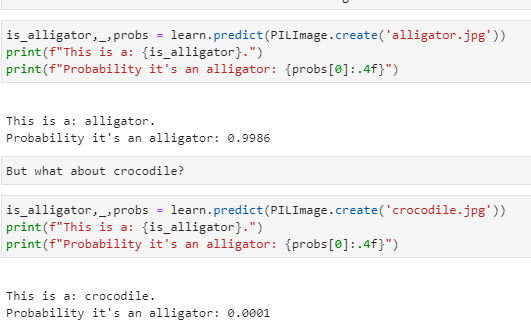 is_alligator,_,probs = learn.predict(PILImage.create('alligator.jpg'))
print(f"This is a: {is_alligator}.")
print(f"Probability it's an alligator: {probs[0]:.4f}")
This is a: alligator.
Probability it's an alligator: 0.9986
But what about crocodile?
is_alligator,_,probs = learn.predict(PILImage.create('crocodile.jpg'))
print(f"This is a: {is_alligator}.")
print(f"Probability it's an alligator: {probs[0]:.4f}")
This is a: crocodile.
Probability it's an alligator: 0.0001